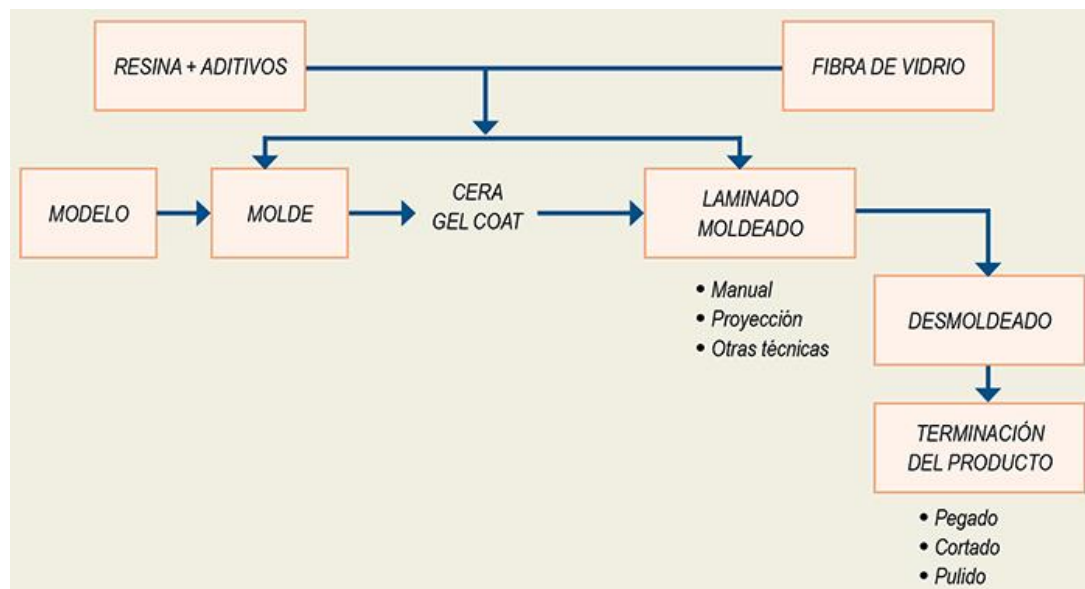 RESINA + ADITIVOS
FIBRA DE VIDRIO
MODELO
MOLDE
CERA
GEL COAT
LAMINADO
MOLDEADO
• Manual
• Proyección
• Otras técnicas
DESMOLDEADO
TERMINACIÓN
DEL PRODUCTO
• Pegado
• Cortado
• Pulido